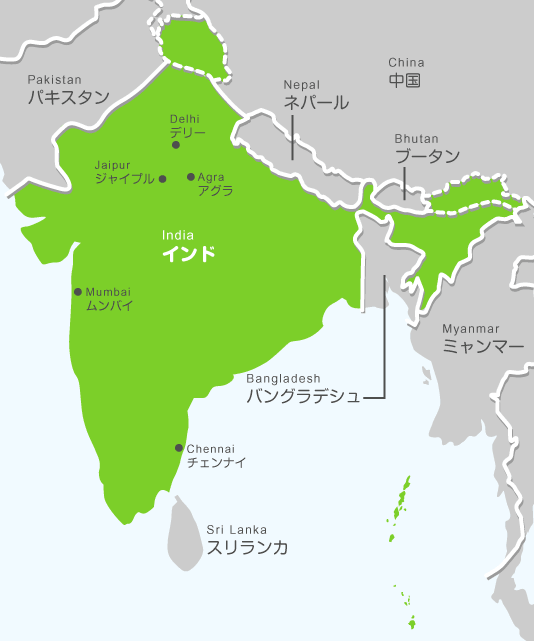 China
中国
Pakistan
パキスタン
Nepal
ネパール
Delhi
デリー
Bhutan
ブータン
Jaipur
ジャイプル
Agra
アグラ
India
インド
Mumbai
ムンバイ
Myanmar
ミャンマー
Bangladesh
バングラデシュ
Chennai
チェンナイ
Sri Lanka
スリランカ